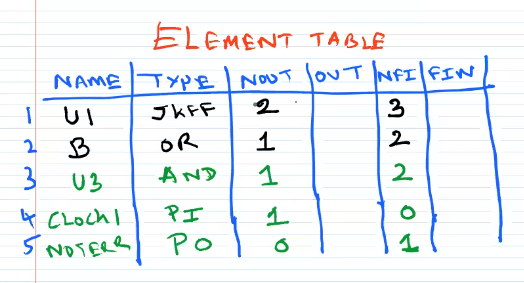 ELEMENT TABLE
NAME TYPE NOUT OUT NFI FIN
1 U1 JKFF 2 3
2 B OR 1 2
3 U3 AND 1 2
4 CLOCK1 PI 1 0
5 NOTERR PO 0 1